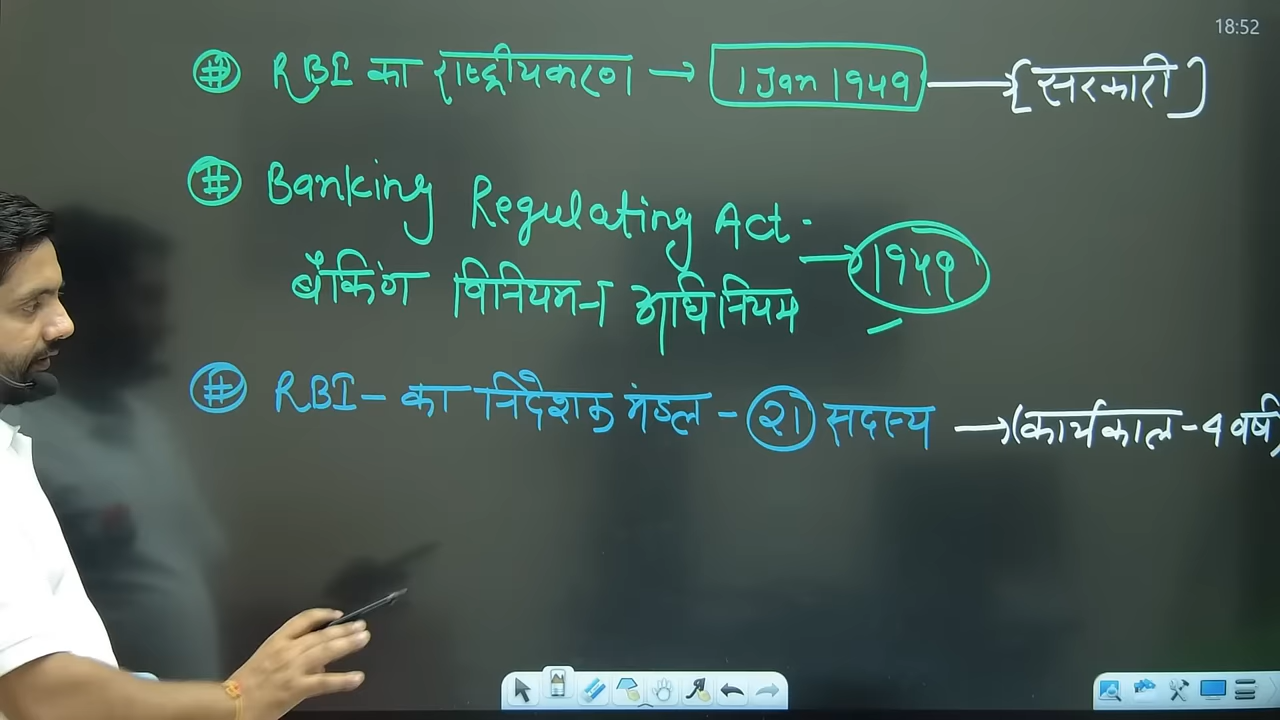 18:52
# RBI का राष्ट्रीयकरण → 1 Jan 1949 — {सरकारी}
# Banking Regulating Act. → 1949
बैंकिंग विनियमन अधिनियम
# RBI - का निदेशक मंडल - 21 सदस्य → (कार्यकाल - 4 वर्ष)